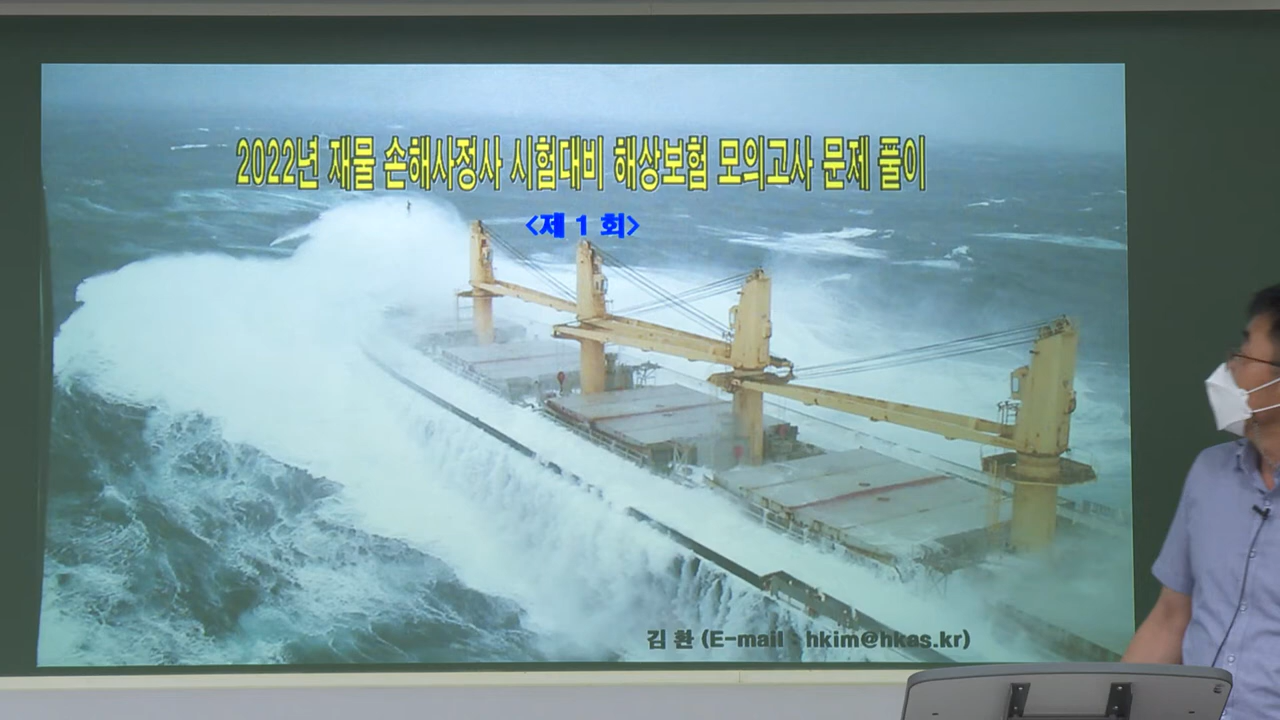 2022년 재물 손해사정사 시험대비 해상보험 모의고사 문제 풀이
<제 1 회>
김 환 (E-mail : hkim@hkas.kr)